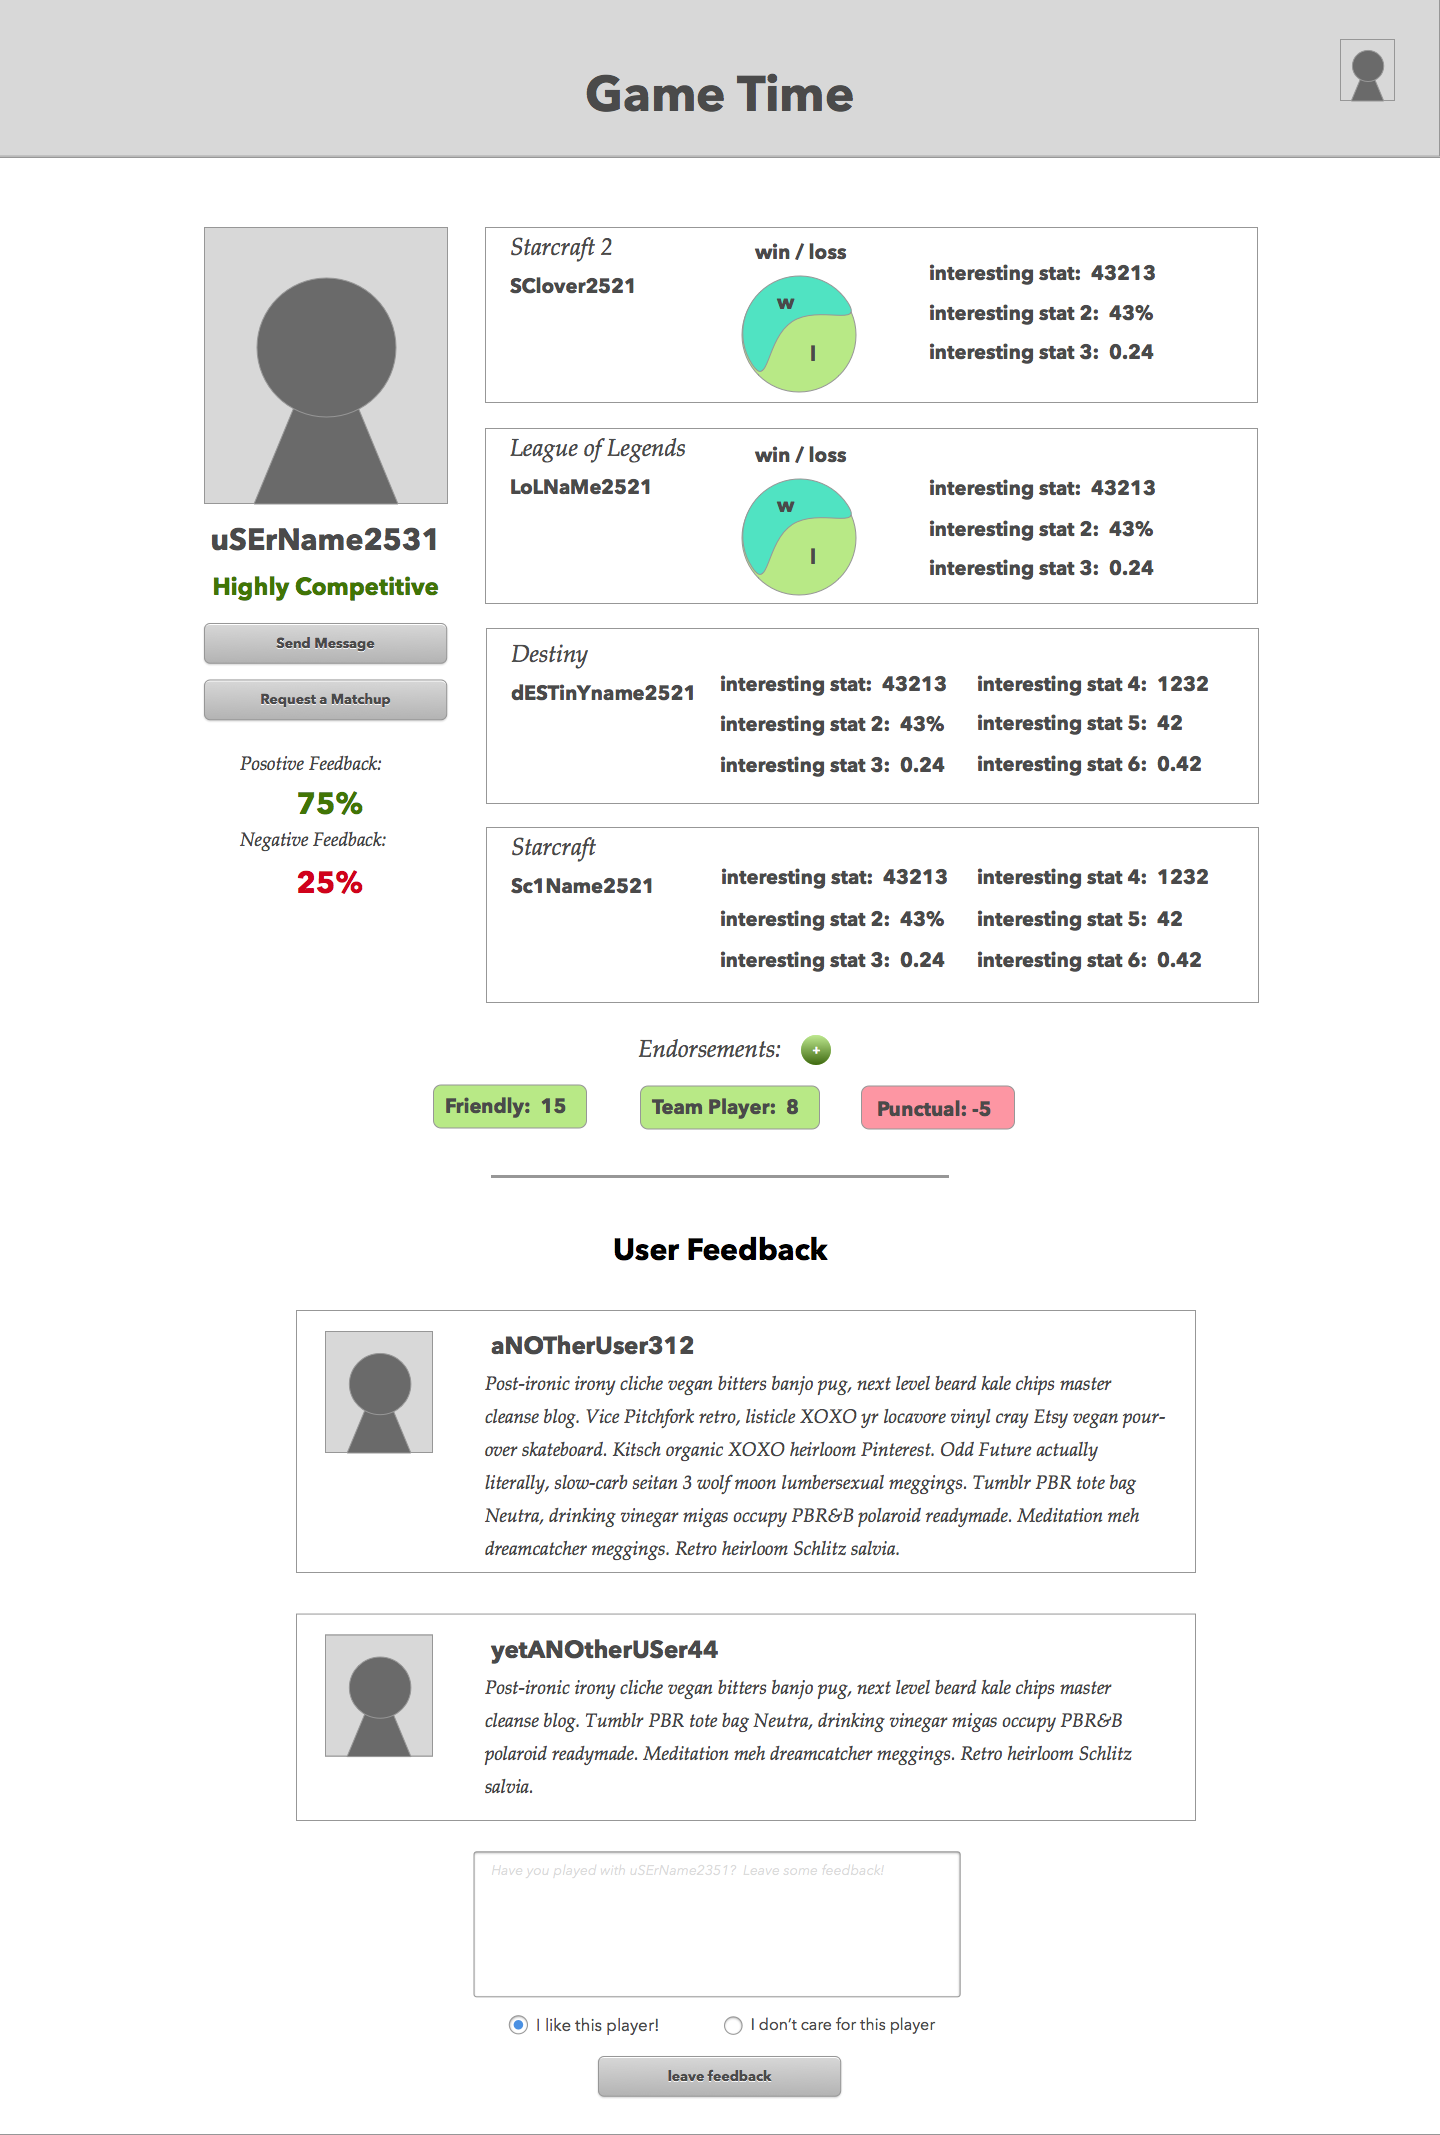 Game Time
uSErName2531
Highly Competitive
Send Message
Request a Matchup
Posotive Feedback:
75%
Negative Feedback:
25%
Starcraft 2
SClover2521
win / loss
w
l
interesting stat: 43213
interesting stat 2: 43%
interesting stat 3: 0.24
League of Legends
LoLNaMe2521
win / loss
w
l
interesting stat: 43213
interesting stat 2: 43%
interesting stat 3: 0.24
Destiny
dESTinYname2521
interesting stat: 43213
interesting stat 2: 43%
interesting stat 3: 0.24
interesting stat 4: 1232
interesting stat 5: 42
interesting stat 6: 0.42
Starcraft
Sc1Name2521
interesting stat: 43213
interesting stat 2: 43%
interesting stat 3: 0.24
interesting stat 4: 1232
interesting stat 5: 42
interesting stat 6: 0.42
Endorsements: +
Friendly: 15
Team Player: 8
Punctual: -5
User Feedback
aNOTherUser312
Post-ironic irony cliche vegan bitters banjo pug, next level beard kale chips master
cleanse blog. Vice Pitchfork retro, listicle XOXO yr locavore vinyl cray Etsy vegan pour-
over skateboard. Kitsch organic XOXO heirloom Pinterest. Odd Future actually
literally, slow-carb seitan 3 wolf moon lumbersexual meggings. Tumblr PBR tote bag
Neutra, drinking vinegar migas occupy PBR&B polaroid readymade. Meditation meh
dreamcatcher meggings. Retro heirloom Schlitz salvia.
yetANOtherUSer44
Post-ironic irony cliche vegan bitters banjo pug, next level beard kale chips master
cleanse blog. Tumblr PBR tote bag Neutra, drinking vinegar migas occupy PBR&B
polaroid readymade. Meditation meh dreamcatcher meggings. Retro heirloom Schlitz
salvia.
Have you played with uSErName2351? Leave some feedback!
I like this player!
I don't care for this player
leave feedback